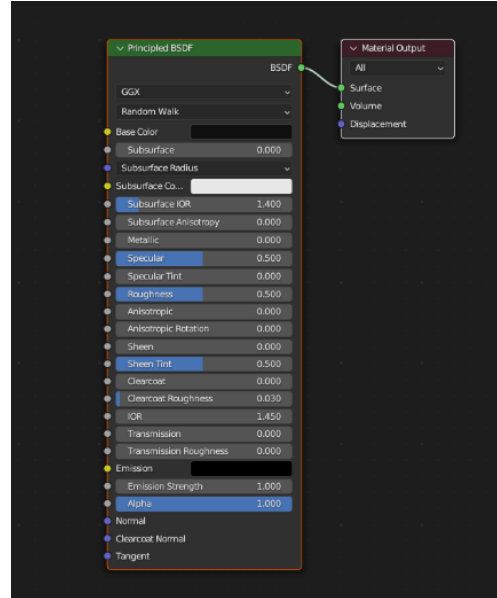 Principled BSDF
BSDF
GGX
Random Walk
Base Color
Subsurface 0.000
Subsurface Radius
Subsurface Co...
Subsurface IOR 1.400
Subsurface Anisotropy 0.000
Metallic 0.000
Specular 0.500
Specular Tint 0.000
Roughness 0.500
Anisotropic 0.000
Anisotropic Rotation 0.000
Sheen 0.000
Sheen Tint 0.500
Clearcoat 0.000
Clearcoat Roughness 0.030
IOR 1.450
Transmission 0.000
Transmission Roughness 0.000
Emission
Emission Strength 1.000
Alpha 1.000
Normal
Clearcoat Normal
Tangent
Material Output
All
Surface
Volume
Displacement